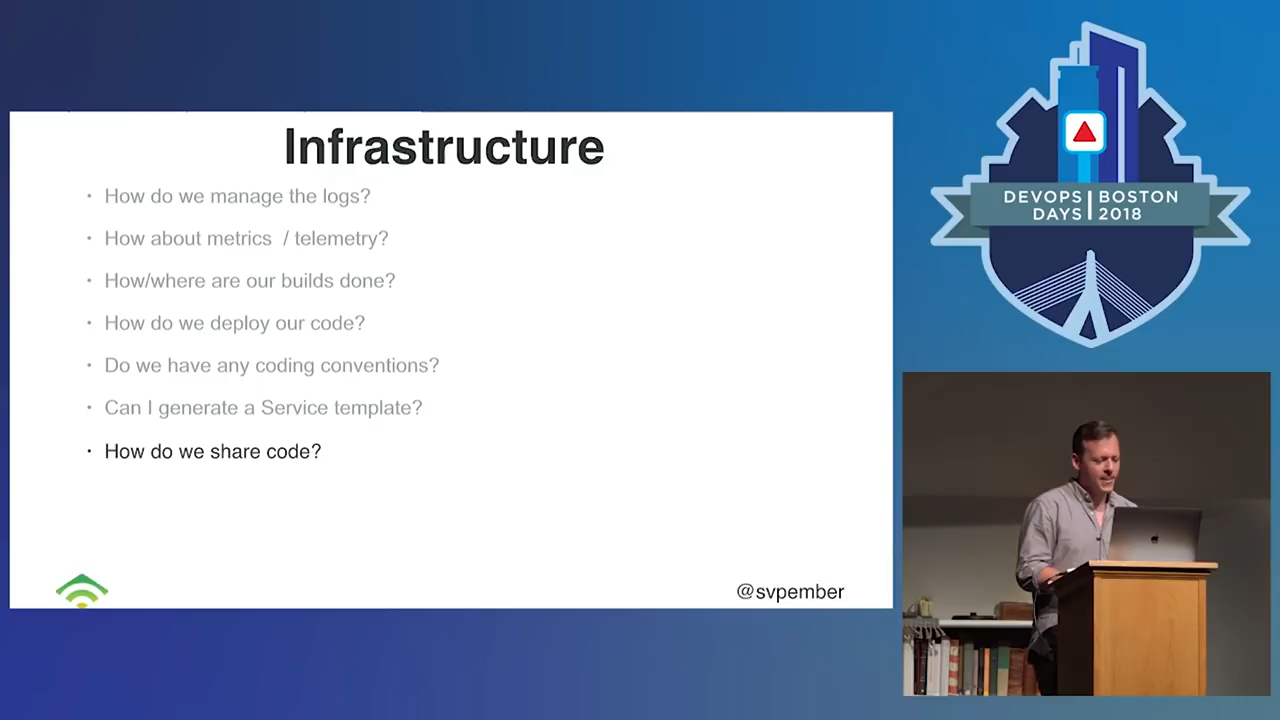 Infrastructure
· How do we manage the logs?
· How about metrics / telemetry?
· How/where are our builds done?
· How do we deploy our code?
· Do we have any coding conventions?
· Can I generate a Service template?
· How do we share code?
@svpember
DEVOPS BOSTON
DAYS 2018